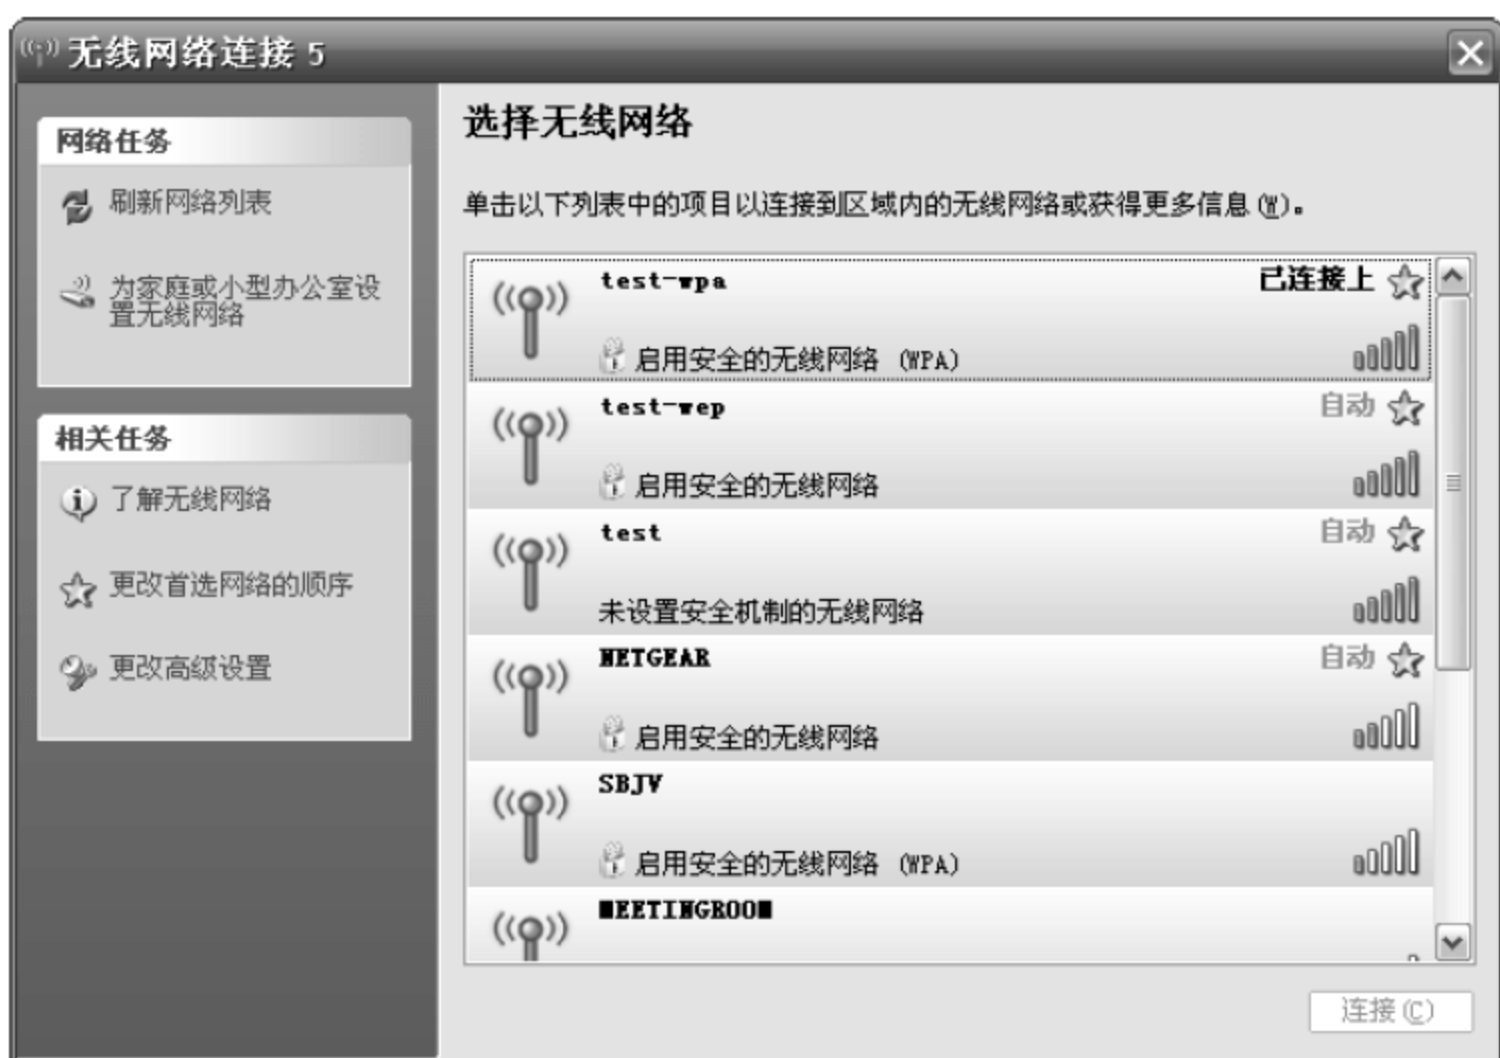 无线网络连接 5
网络任务
刷新网络列表
为家庭或小型办公室设
置无线网络
相关任务
了解无线网络
更改首选网络的顺序
更改高级设置
选择无线网络
单击以下列表中的项目以连接到区域内的无线网络或获得更多信息(W)。
test-wpa 已连接上
启用安全的无线网络 (WPA)
test-wep 自动
启用安全的无线网络
test 自动
未设置安全机制的无线网络
NETGEAR 自动
启用安全的无线网络
SBJV
启用安全的无线网络 (WPA)
MEETINGROOM
连接(C)